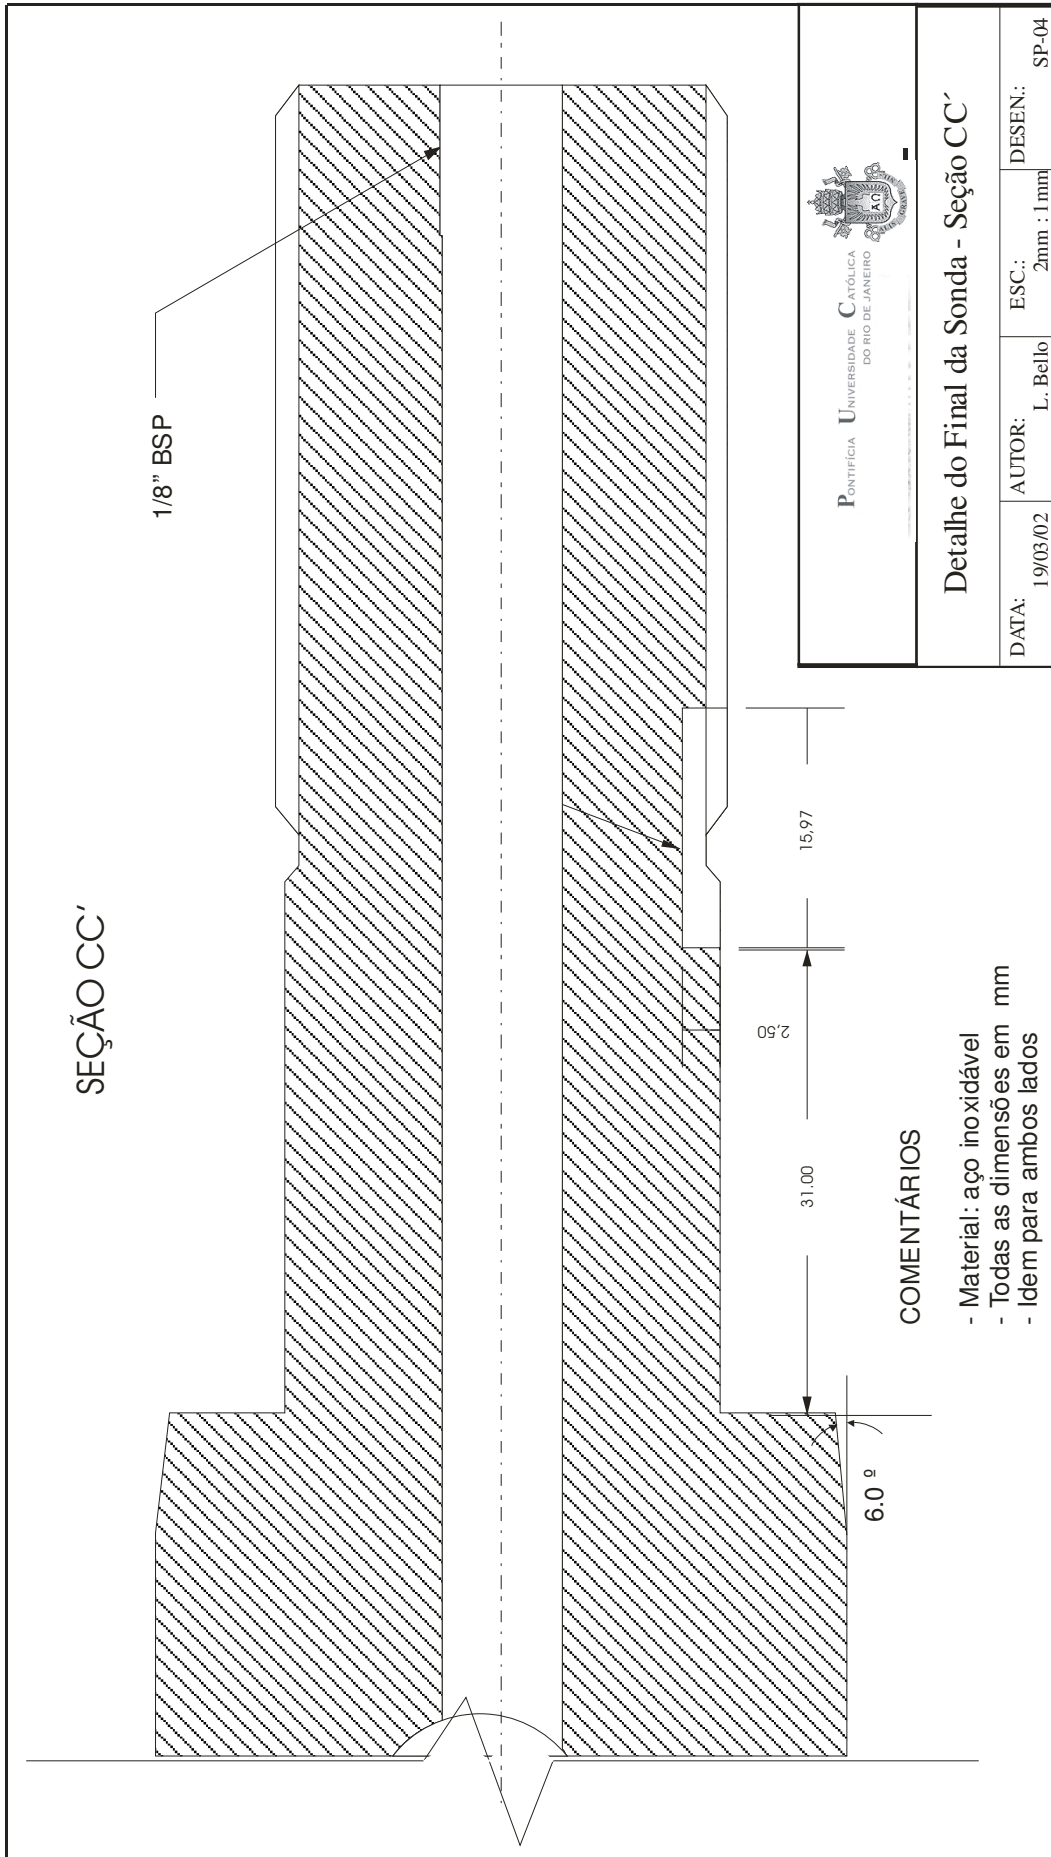 SEÇÃO CC´
1/8” BSP
15,97
2,50
31.00
6.0 º
COMENTÁRIOS
- Material: aço inoxidável
- Todas as dimensões em mm
- Idem para ambos lados
PONTIFÍCIA UNIVERSIDADE CATÓLICA
DO RIO DE JANEIRO
Detalhe do Final da Sonda - Seção CC´
DATA: 19/03/02
AUTOR: L. Bello
ESC.: 2mm : 1mm
DESEN.: SP-04